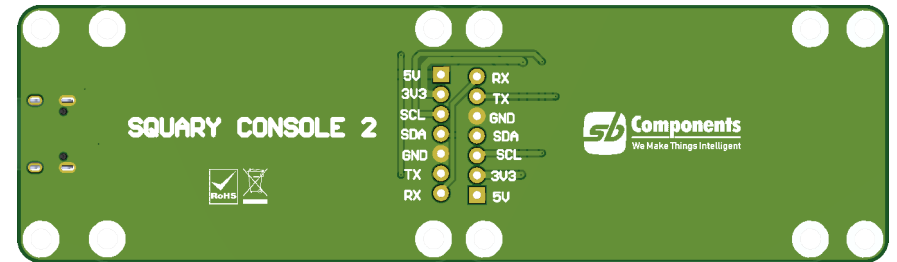 5V
3V3
SCL
SDA
GND
TX
RX
RX
TX
GND
SDA
SCL
3V3
5V
SQUARY CONSOLE 2
RoHS
sb Components
We Make Things Intelligent